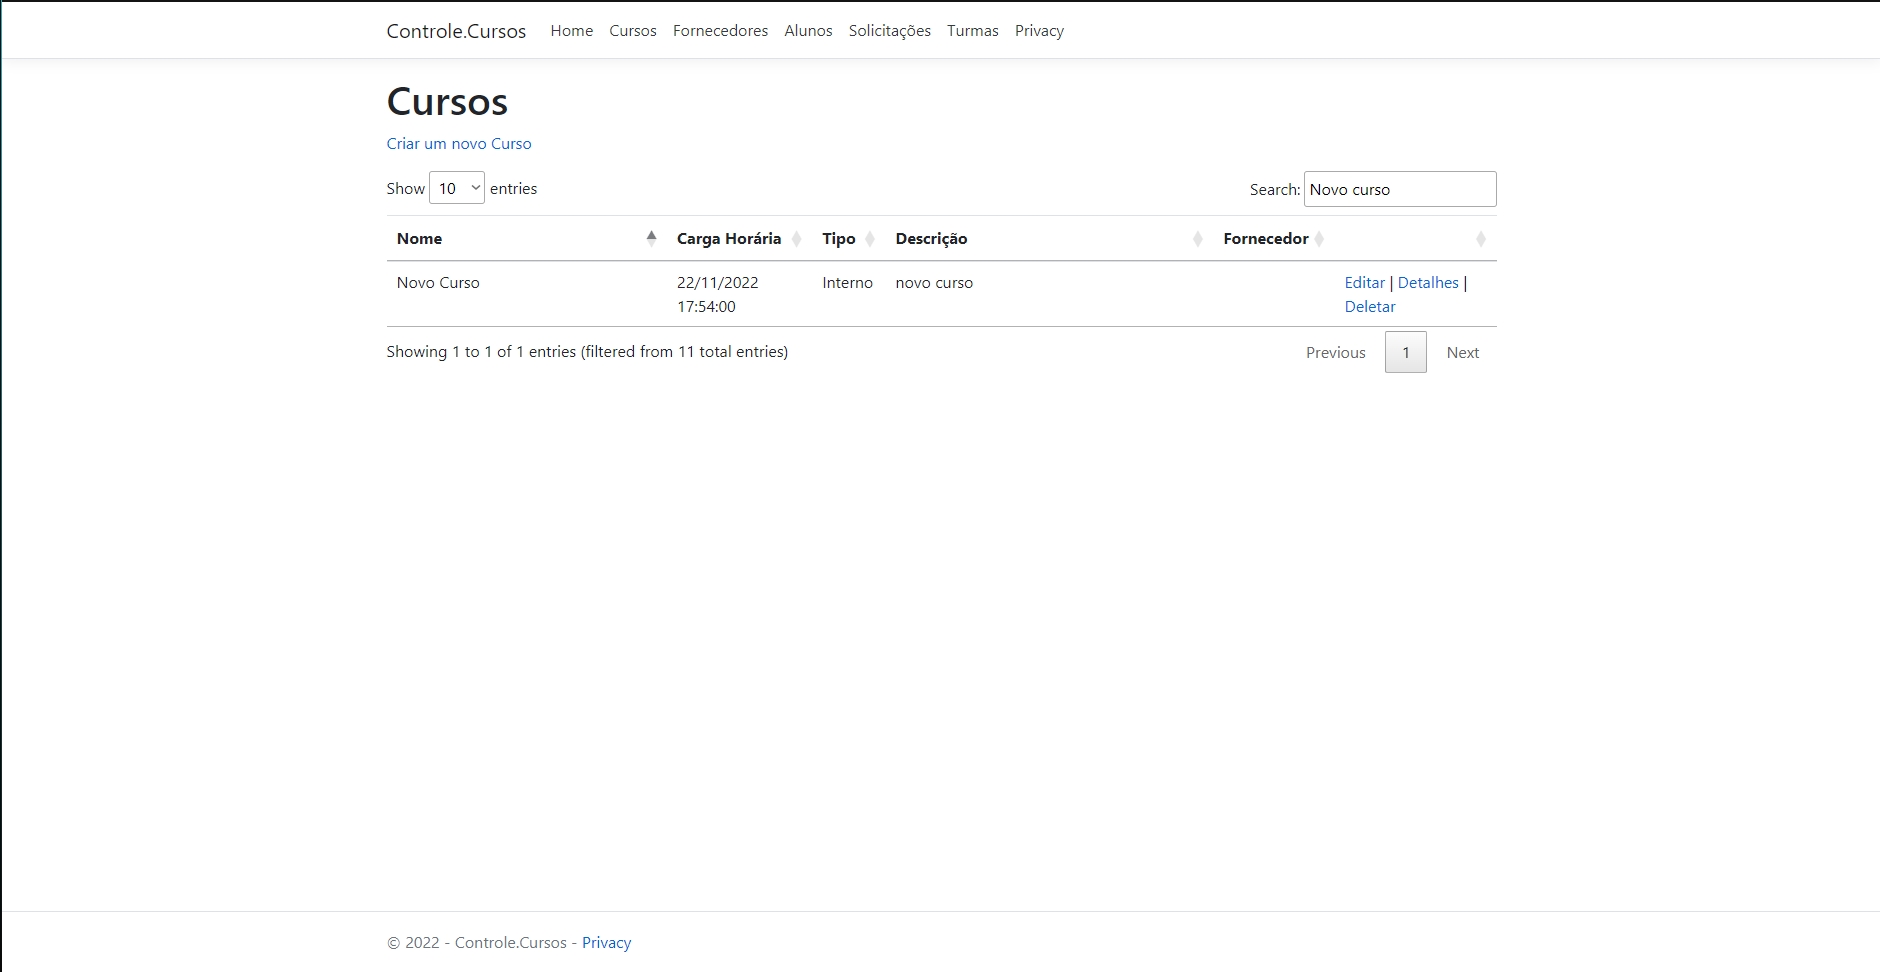 Controle.Cursos Home Cursos Fornecedores Alunos Solicitações Turmas Privacy
Cursos
Criar um novo Curso
Show 10 entries Search: Novo curso
Nome Carga Horária Tipo Descrição Fornecedor
Novo Curso 22/11/2022 Interno novo curso Editar | Detalhes |
17:54:00 Deletar
Showing 1 to 1 of 1 entries (filtered from 11 total entries) Previous 1 Next
© 2022 - Controle.Cursos - Privacy